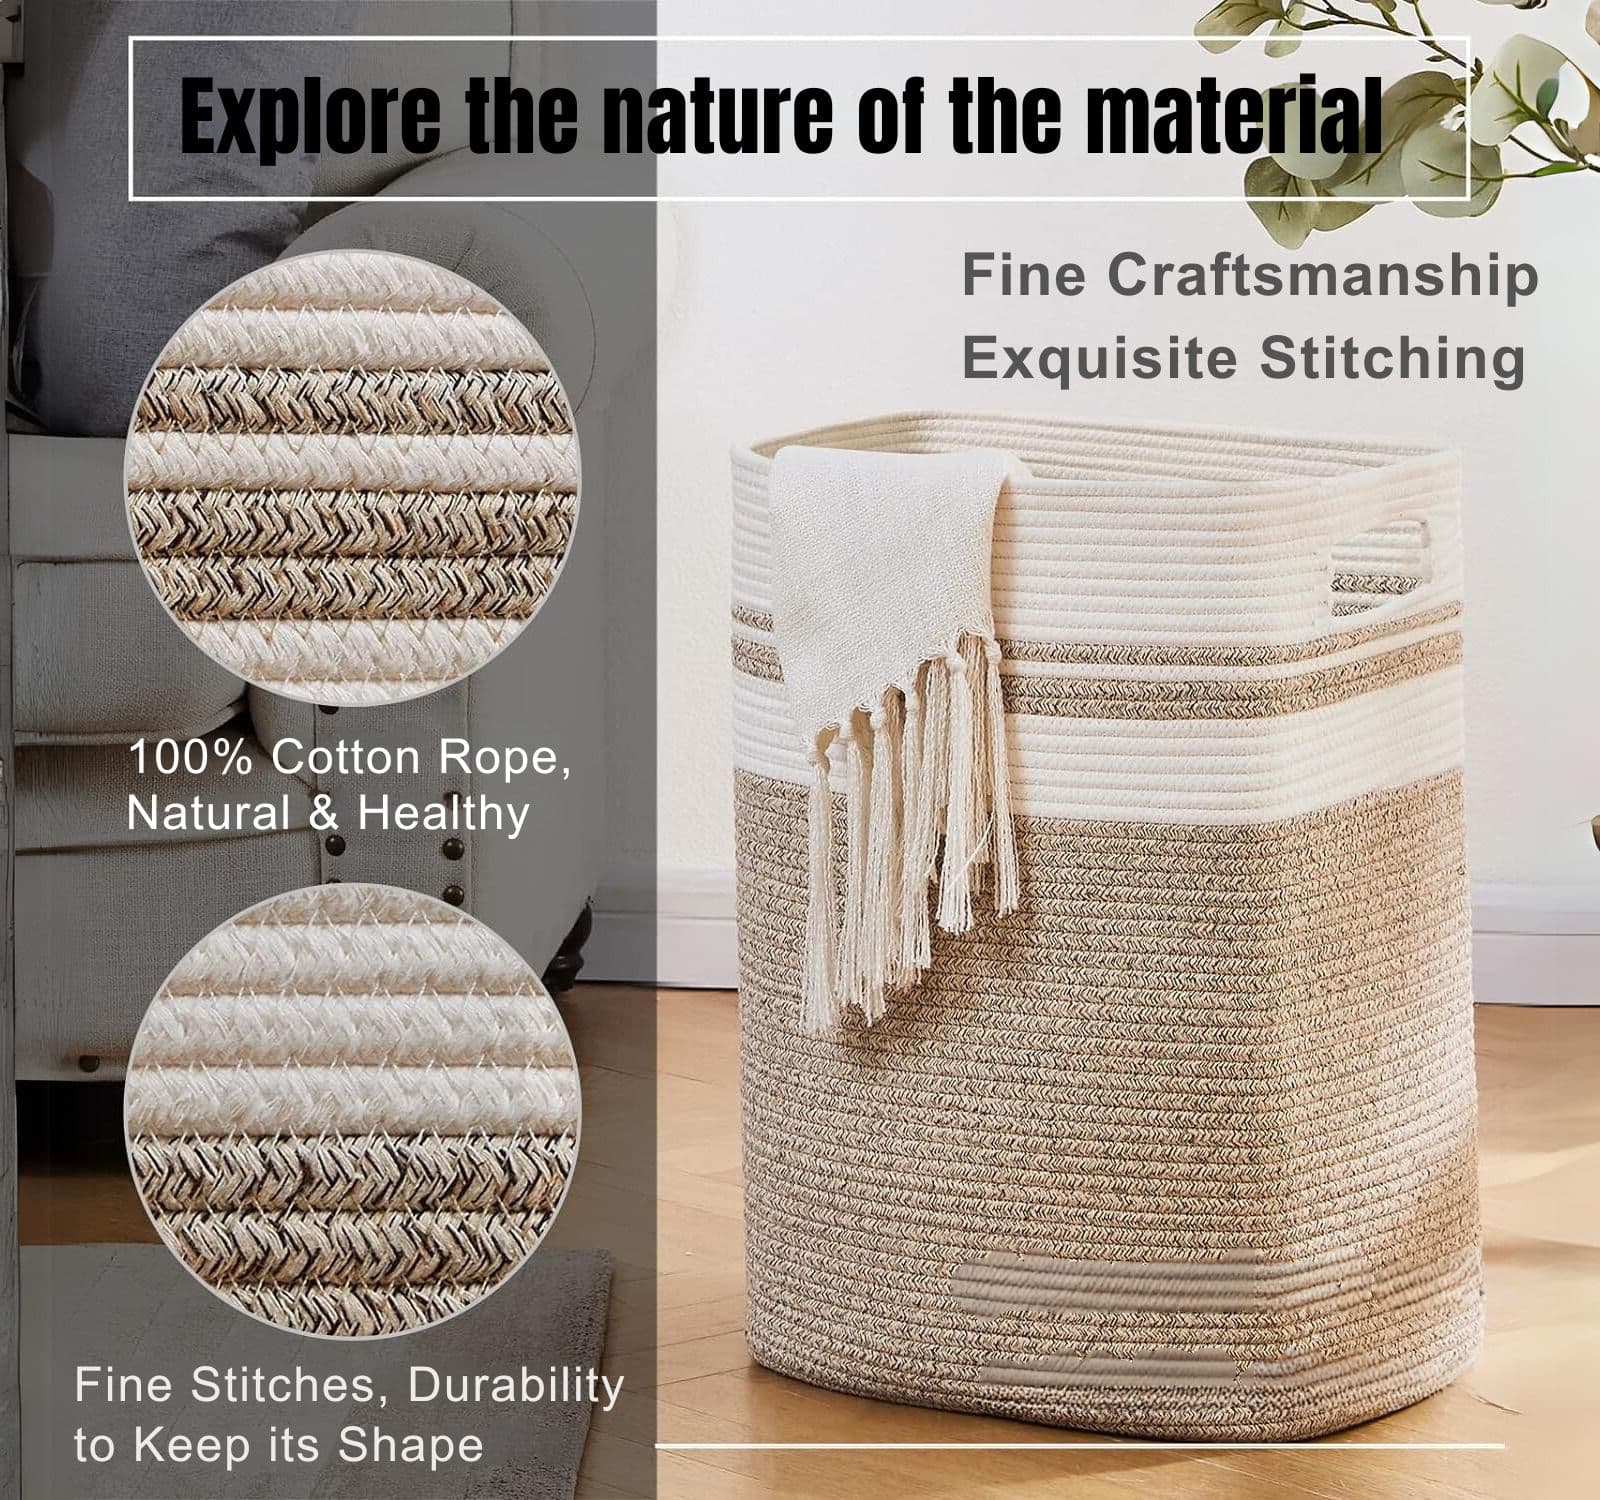 Explore the nature of the material
Fine Craftsmanship
Exquisite Stitching
100% Cotton Rope,
Natural & Healthy
Fine Stitches, Durability
to Keep its Shape